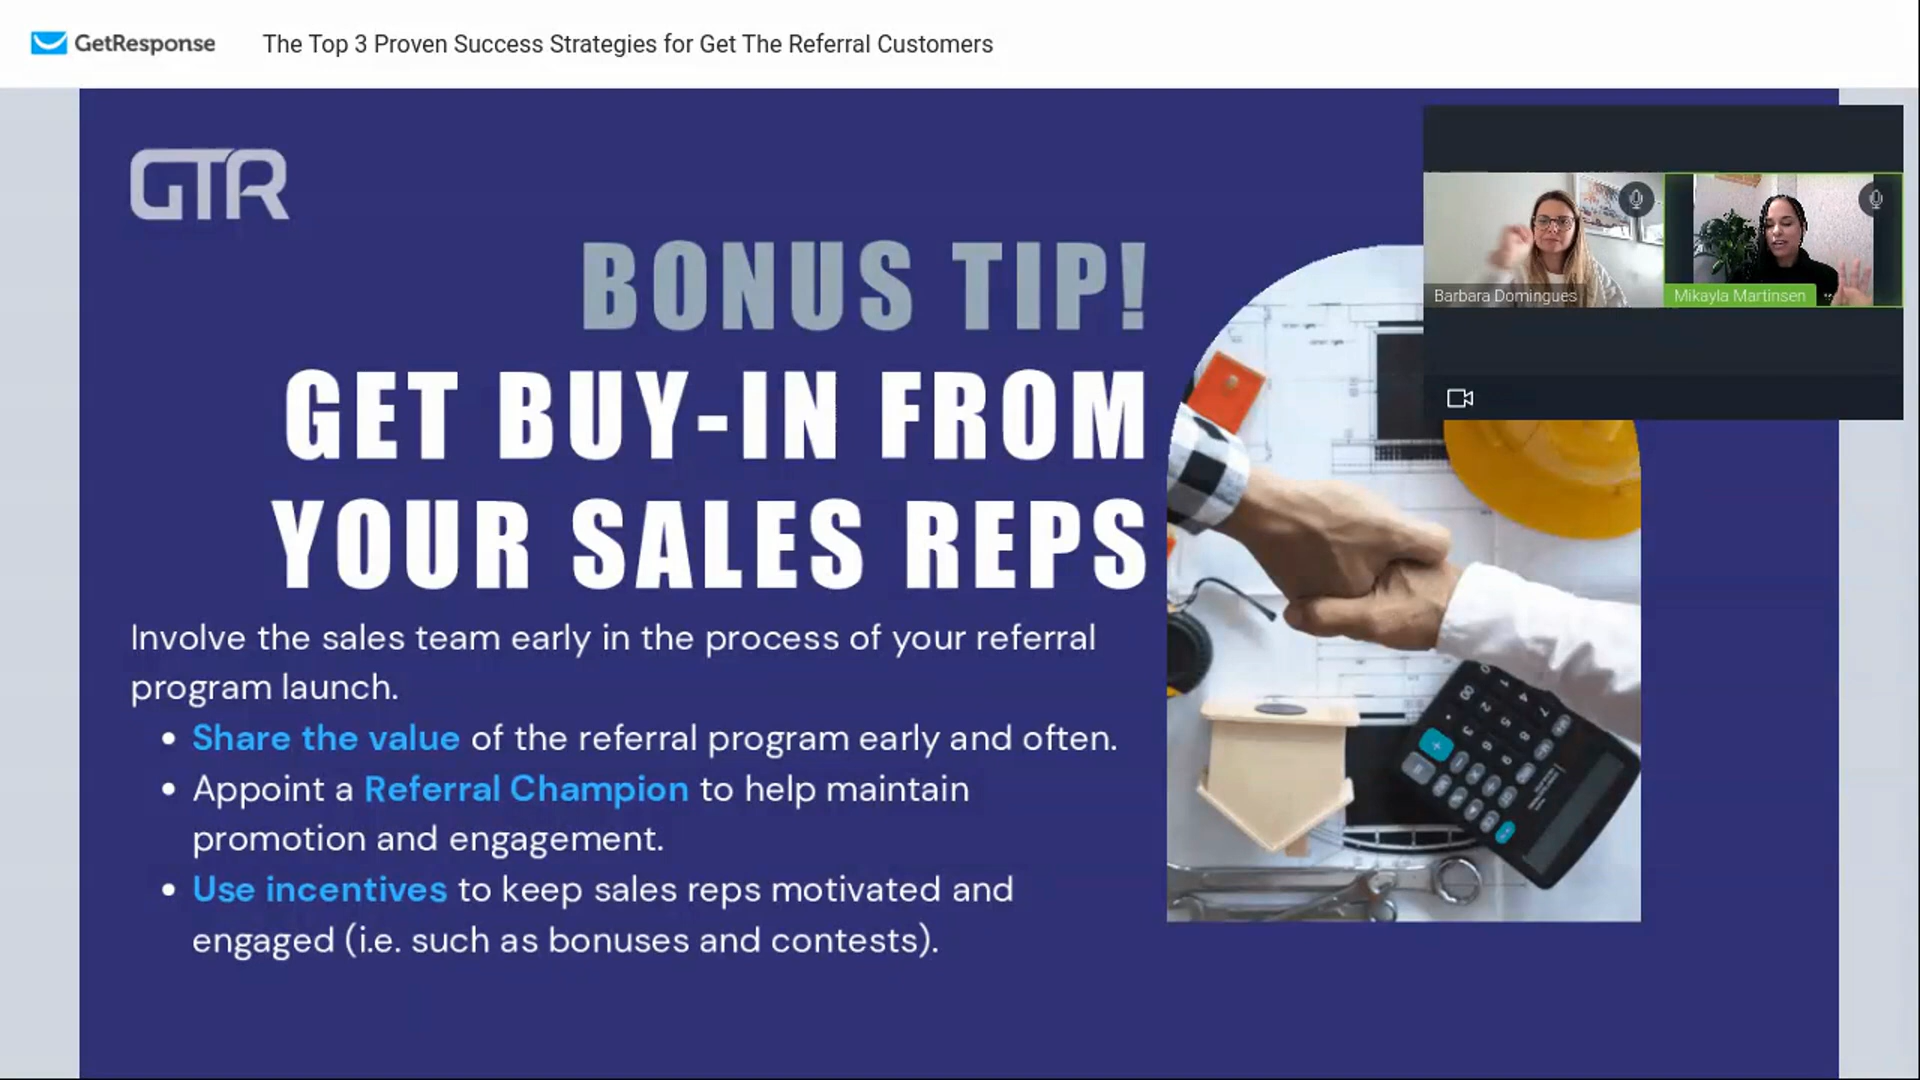 GetResponse
The Top 3 Proven Success Strategies for Get The Referral Customers
GTR
BONUS TIP!
GET BUY-IN FROM
YOUR SALES REPS
Barbara Domingues
Mikayla Martinsen
Involve the sales team early in the process of your referral
program launch.
• Share the value of the referral program early and often.
• Appoint a Referral Champion to help maintain
promotion and engagement.
• Use incentives to keep sales reps motivated and
engaged (i.e. such as bonuses and contests).